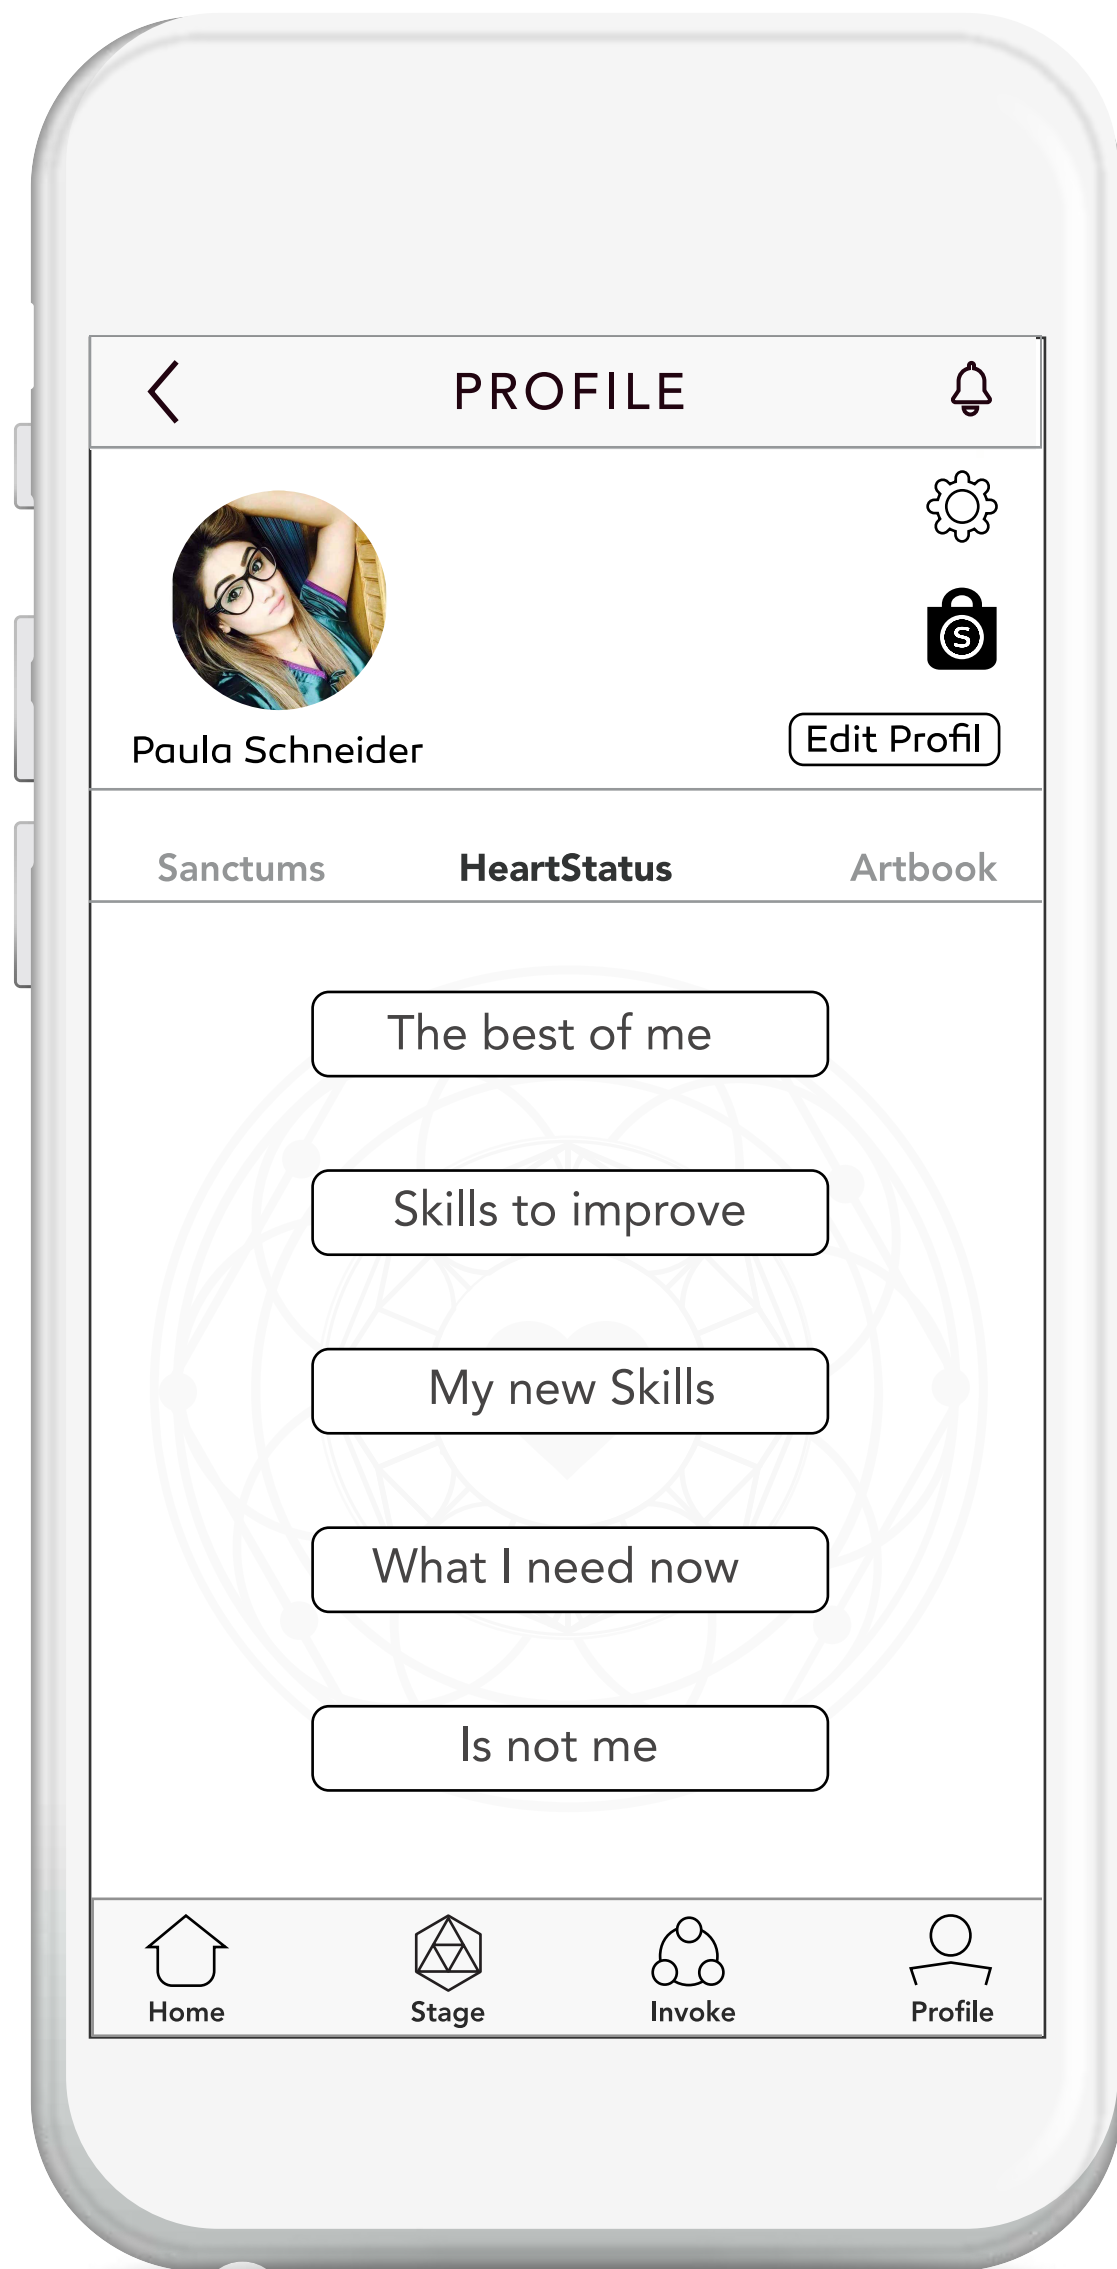 PROFILE
S
Paula Schneider
Edit Profil
Sanctums HeartStatus Artbook
The best of me
Skills to improve
My new Skills
What I need now
Is not me
Home Stage Invoke Profile